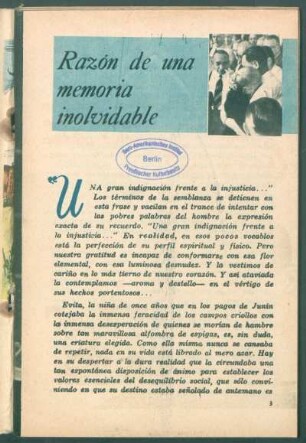 Razón de una
memoria
inolvidable
Ibero-Amerikanisches Institut
Berlin
Preußischer Kulturbesitz
"UNA gran indignación frente a la injusticia..."
Los términos de la semblanza se detienen en
esta frase y vacilan en el trance de intentar con
las pobres palabras del hombre la expresión
exacta de su recuerdo. "Una gran indignación frente a
la injusticia..." En realidad, en esos pocos vocablos
está la perfección de su perfil espiritual y físico. Pero
nuestra gratitud es incapaz de conformarse con esa flor
elemental, con esa luminosa desnudez. Y la vestimos de
cariño en lo más tierno de nuestro corazón. Y así ataviada
la contemplamos —aroma y destello— en el vértigo de
sus hechos portentosos...
Evita, la niña de once años que en los pagos de Junín
cotejaba la inmensa feracidad de los campos criollos con
la inmensa desesperación de quienes se morían de hambre
sobre tan maravillosa alfombra de espigas, es, sin duda,
una criatura elegida. Como ella misma nunca se cansaba
de repetir, nada en su vida está librado al mero azar. Hay
en su despertar a la dura realidad que la circundaba una
tan espontánea disposición de ánimo para establecer los
valores esenciales del desequilibrio social, que sólo convi-
niendo en que su destino estaba señalado de antemano es
3